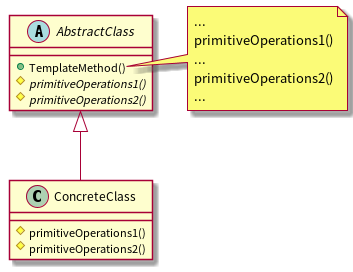 A AbstractClass
TemplateMethod()
primitiveOperations1()
primitiveOperations2()
...
primitiveOperations1()
...
primitiveOperations2()
...
C ConcreteClass
primitiveOperations1()
primitiveOperations2()